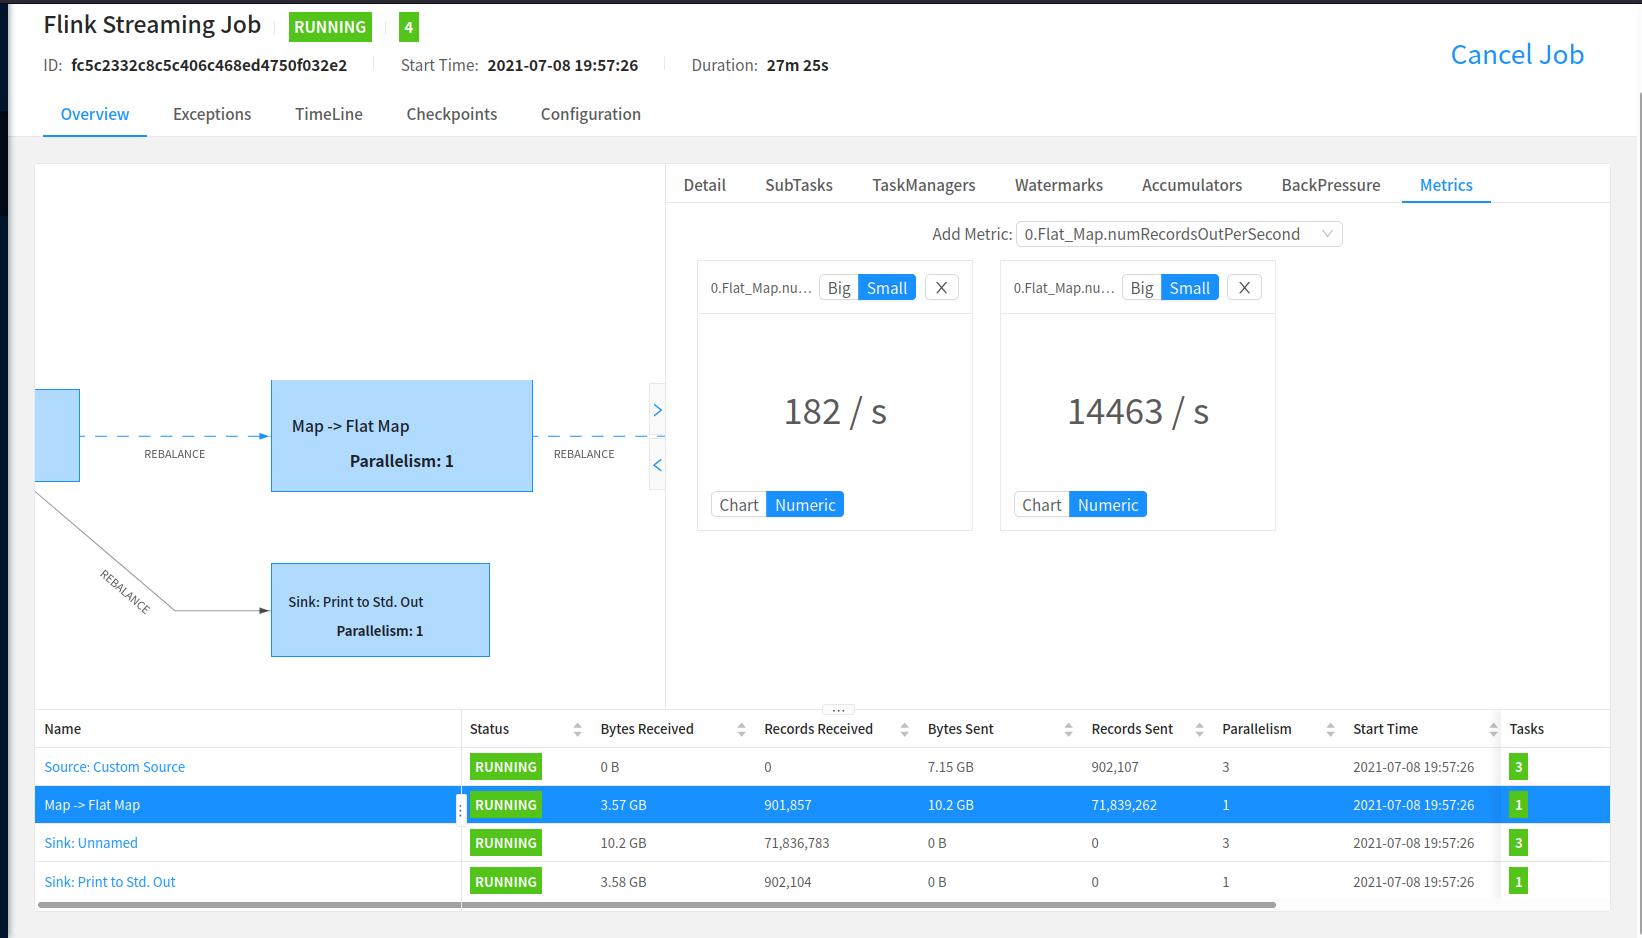 Flink Streaming Job RUNNING 4
ID: fc5c2332c8c5c406c468ed4750f032e2 Start Time: 2021-07-08 19:57:26 Duration: 27m 25s
Cancel Job
Overview Exceptions TimeLine Checkpoints Configuration
REBALANCE
Map -> Flat Map
Parallelism: 1
REBALANCE
REBALANCE
Sink: Print to Std. Out
Parallelism: 1
Detail SubTasks TaskManagers Watermarks Accumulators BackPressure Metrics
Add Metric: 0.Flat_Map.numRecordsOutPerSecond
0.Flat_Map.nu... Big Small X
182 / s
Chart Numeric
0.Flat_Map.nu... Big Small X
14463 / s
Chart Numeric
Name Status Bytes Received Records Received Bytes Sent Records Sent Parallelism Start Time Tasks
Source: Custom Source RUNNING 0 B 0 7.15 GB 902,107 3 2021-07-08 19:57:26 3
Map -> Flat Map RUNNING 3.57 GB 901,857 10.2 GB 71,839,262 1 2021-07-08 19:57:26 1
Sink: Unnamed RUNNING 10.2 GB 71,836,783 0 B 0 3 2021-07-08 19:57:26 3
Sink: Print to Std. Out RUNNING 3.58 GB 902,104 0 B 0 1 2021-07-08 19:57:26 1